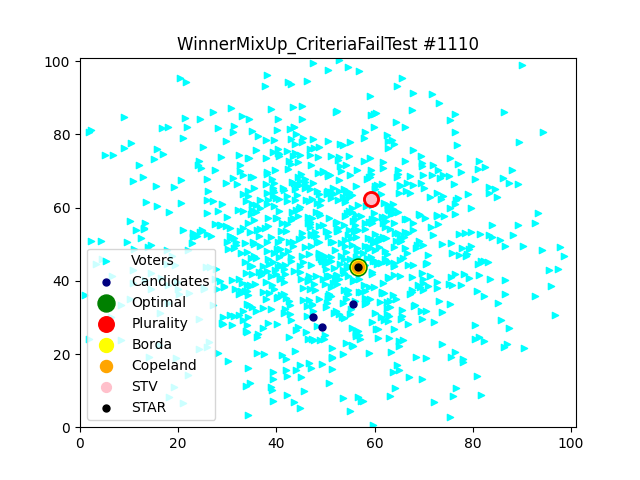 WinnerMixUp_CriteriaFailTest #1110
100
80
60
40
20
0
Voters
Candidates
Optimal
Plurality
Borda
Copeland
STV
STAR
0 20 40 60 80 100